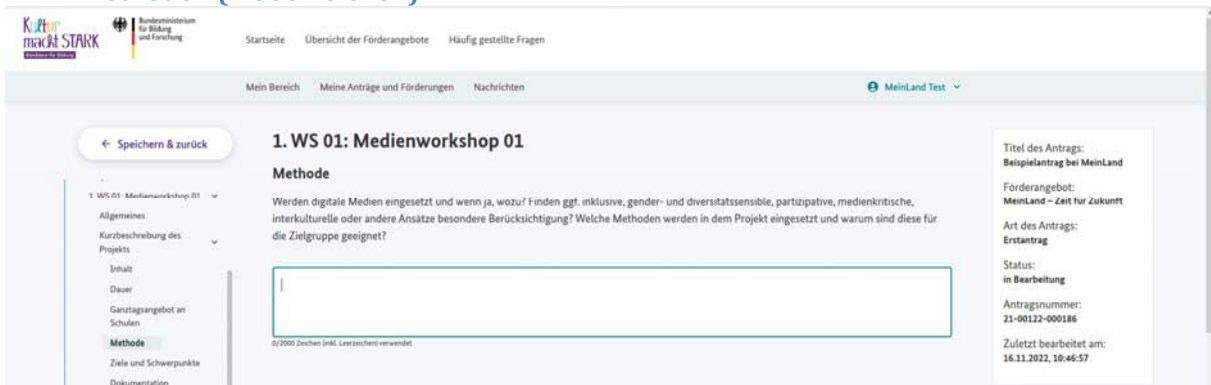 Kultur
macht STARK
Bündnisse für Bildung
Bundesministerium
für Bildung
und Forschung
Startseite Übersicht der Förderangebote Häufig gestellte Fragen
Mein Bereich Meine Anträge und Förderungen Nachrichten MeinLand Test
← Speichern & zurück
1. WS 01: Medienworkshop 01
Allgemeines
Kurzbeschreibung des
Projekts
Inhalt
Dauer
Ganztagsangebot an
Schulen
Methode
Ziele und Schwerpunkte
Dokumentation
1. WS 01: Medienworkshop 01
Methode
Werden digitale Medien eingesetzt und wenn ja, wozu? Finden ggf. inklusive, gender- und diversitätssensible, partizipative, medienkritische,
interkulturelle oder andere Ansätze besondere Berücksichtigung? Welche Methoden werden in dem Projekt eingesetzt und warum sind diese für
die Zielgruppe geeignet?
0/2000 Zeichen (inkl. Leerzeichen) verwendet
Titel des Antrags:
Beispielantrag bei MeinLand
Förderangebot:
MeinLand – Zeit für Zukunft
Art des Antrags:
Erstantrag
Status:
in Bearbeitung
Antragsnummer:
21-00122-000186
Zuletzt bearbeitet am:
16.11.2022, 10:46:57